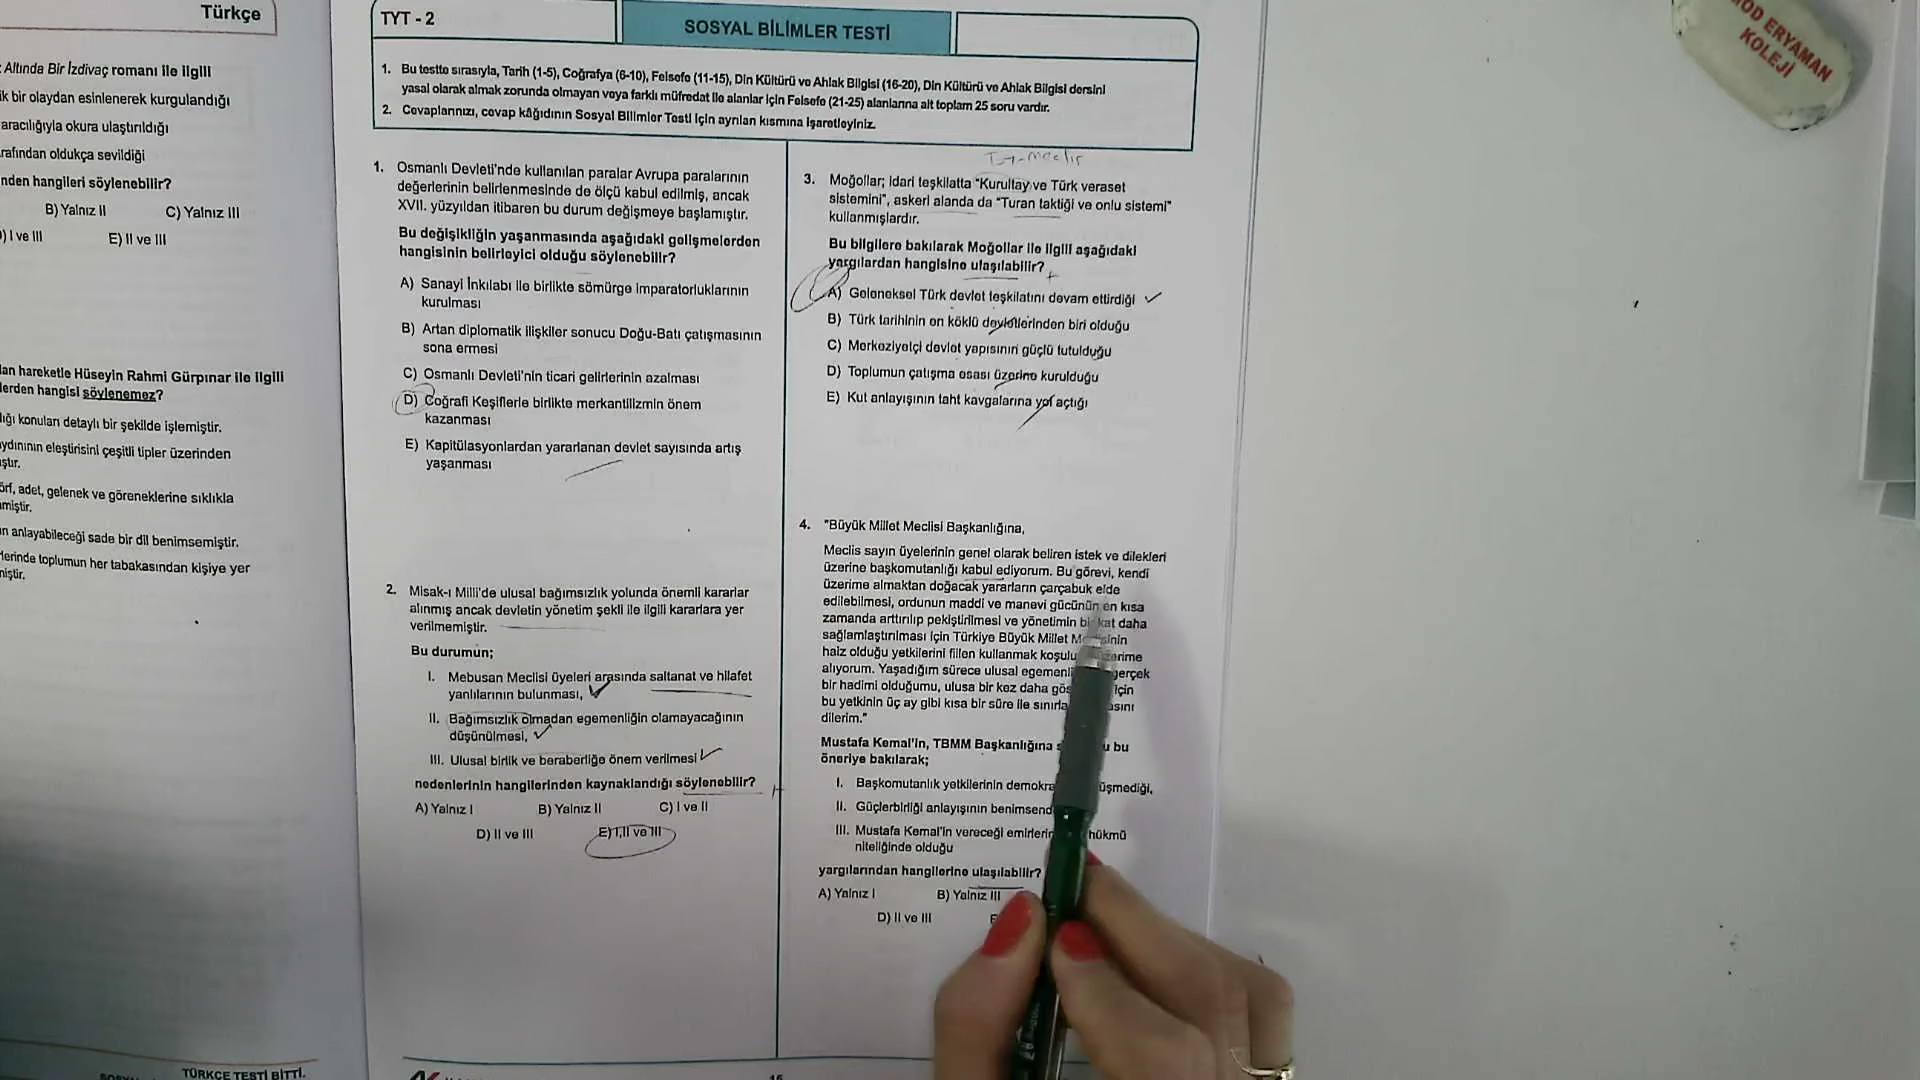 Türkçe
Altında Bir İzdivaç romanı ile ilgili
ik bir olaydan esinlenerek kurgulandığı
aracılığıyla okura ulaştırıldığı
rafından oldukça sevildiği
nden hangileri söylenebilir?
B) Yalnız II C) Yalnız III
) I ve III E) II ve III
lan hareketle Hüseyin Rahmi Gürpınar ile ilgili
lerden hangisi söylenemez?
lığı konuları detaylı bir şekilde işlemiştir.
ydınının eleştirisini çeşitli tipler üzerinden
ştır.
örf, adet, gelenek ve göreneklerine sıklıkla
miştir.
ın anlayabileceği sade bir dil benimsemiştir.
lerinde toplumun her tabakasından kişiye yer
miştir.
TÜRKÇE TESTİ BİTTİ.
TYT - 2
SOSYAL BİLİMLER TESTİ
1. Bu testte sırasıyla, Tarih (1-5), Coğrafya (6-10), Felsefe (11-15), Din Kültürü ve Ahlak Bilgisi (16-20), Din Kültürü ve Ahlak Bilgisi dersini
yasal olarak almak zorunda olmayan veya farklı müfredat ile alanlar için Felsefe (21-25) alanlarına ait toplam 25 soru vardır.
2. Cevaplarınızı, cevap kâğıdının Sosyal Bilimler Testi için ayrılan kısmına işaretleyiniz.
1. Osmanlı Devleti'nde kullanılan paralar Avrupa paralarının
değerlerinin belirlenmesinde de ölçü kabul edilmiş, ancak
XVII. yüzyıldan itibaren bu durum değişmeye başlamıştır.
Bu değişikliğin yaşanmasında aşağıdaki gelişmelerden
hangisinin belirleyici olduğu söylenebilir?
A) Sanayi İnkılabı ile birlikte sömürge imparatorluklarının
kurulması
B) Artan diplomatik ilişkiler sonucu Doğu-Batı çatışmasının
sona ermesi
C) Osmanlı Devleti'nin ticari gelirlerinin azalması
D) Coğrafi Keşiflerle birlikte merkantilizmin önem
kazanması
E) Kapitülasyonlardan yararlanan devlet sayısında artış
yaşanması
2. Misak-ı Milli'de ulusal bağımsızlık yolunda önemli kararlar
alınmış ancak devletin yönetim şekli ile ilgili kararlara yer
verilmemiştir.
Bu durumun;
I. Mebusan Meclisi üyeleri arasında saltanat ve hilafet
yanlılarının bulunması,
II. Bağımsızlık olmadan egemenliğin olamayacağının
düşünülmesi,
III. Ulusal birlik ve beraberliğe önem verilmesi
nedenlerinin hangilerinden kaynaklandığı söylenebilir?
A) Yalnız I B) Yalnız II C) I ve II
D) II ve III E) I, II ve III
3. Moğollar; idari teşkilatta "Kurultay ve Türk veraset
sistemini", askeri alanda da "Turan taktiği ve onlu sistemi"
kullanmışlardır.
Bu bilgilere bakılarak Moğollar ile ilgili aşağıdaki
yargılardan hangisine ulaşılabilir?
A) Geleneksel Türk devlet teşkilatını devam ettirdiği
B) Türk tarihinin en köklü devletlerinden biri olduğu
C) Merkeziyetçi devlet yapısının güçlü tutulduğu
D) Toplumun çatışma esası üzerine kurulduğu
E) Kut anlayışının taht kavgalarına yol açtığı
4. "Büyük Millet Meclisi Başkanlığına,
Meclis sayın üyelerinin genel olarak beliren istek ve dilekleri
üzerine başkomutanlığı kabul ediyorum. Bu görevi, kendi
üzerime almaktan doğacak yararların çarçabuk elde
edilebilmesi, ordunun maddi ve manevi gücünün en kısa
zamanda arttırılıp pekiştirilmesi ve yönetimin bi kat daha
sağlamlaştırılması için Türkiye Büyük Millet
haiz olduğu yetkilerini fiilen kullanmak
alıyorum. Yaşadığım sürece ulusal gerçek
bir hadimi olduğumu, ulusa bir kez daha için
bu yetkinin üç ay gibi kısa bir süre ile
dilerim."
Mustafa Kemal'in, TBMM Başkanlığına bu
öneriye bakılarak;
I. Başkomutanlık yetkilerinin
II. Güçlerbirliği anlayışının
III. Mustafa Kemal'in vereceği hükmü
niteliğinde olduğu
yargılarından hangilerine ulaşılabilir?
A) Yalnız I B) Yalnız III
D) II ve III
MOD ERYAMAN
KOLEJİ